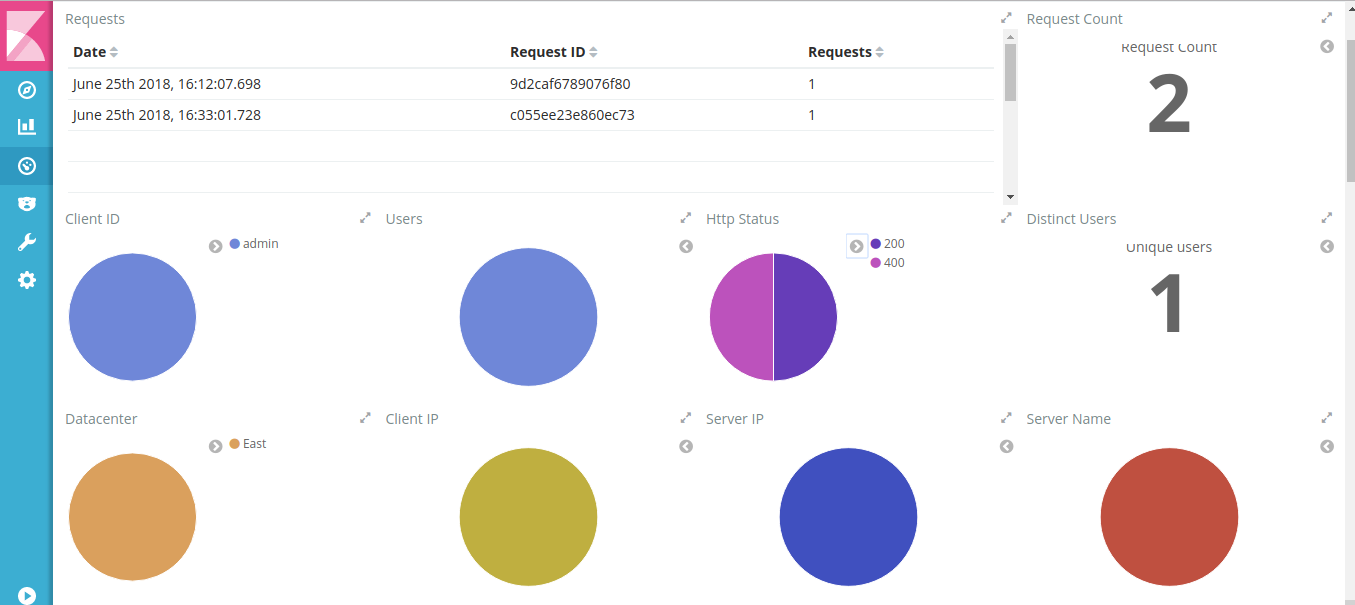 Requests
Request Count
Date Request ID Requests
June 25th 2018, 16:12:07.698 9d2caf6789076f80 1
June 25th 2018, 16:33:01.728 c055ee23e860ec73 1
Request Count
2
Client ID
admin
Users
Http Status
200
400
Distinct Users
Unique users
1
Datacenter
East
Client IP
Server IP
Server Name